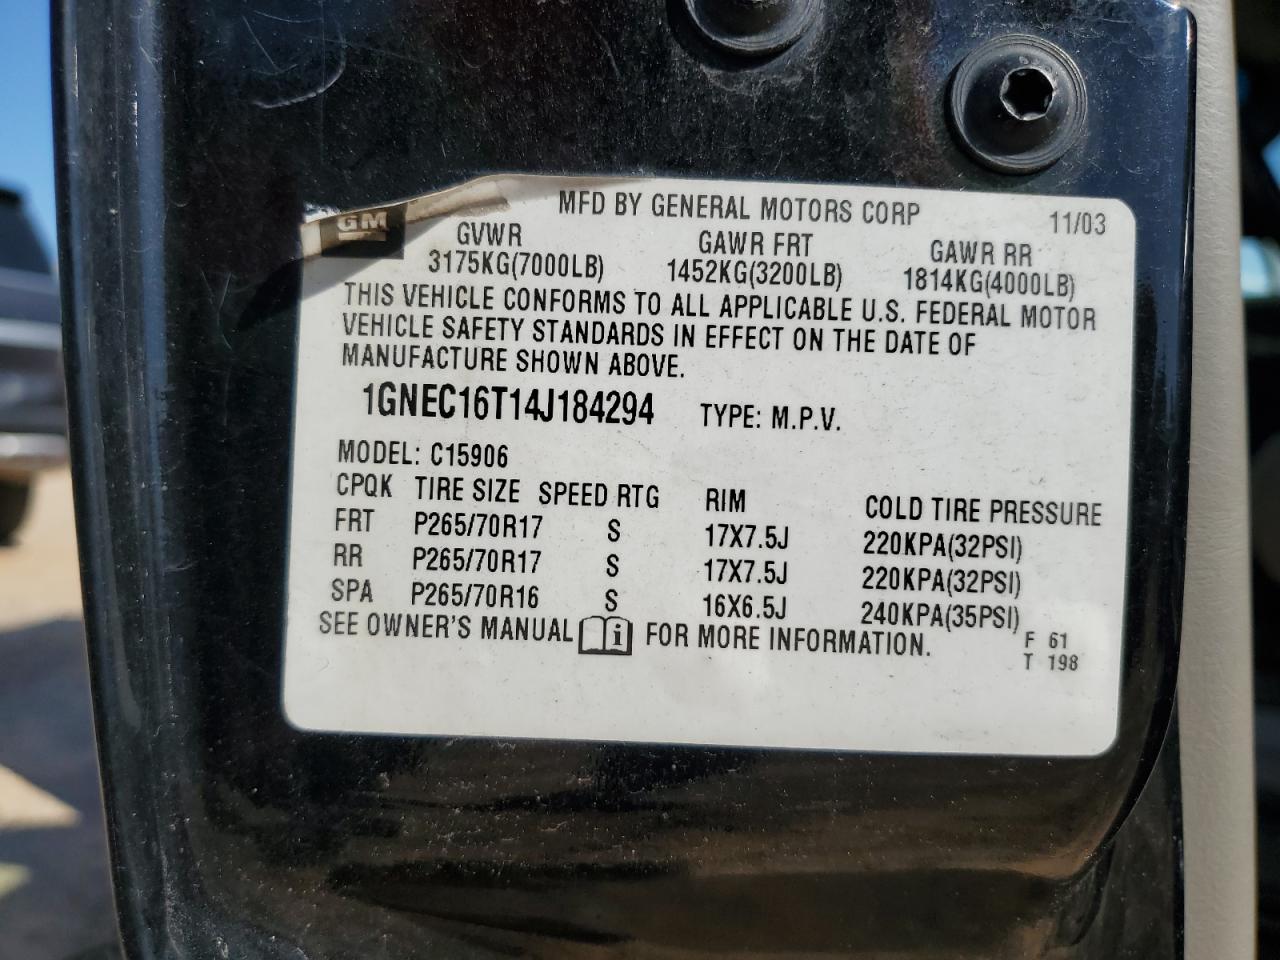 GM
MFD BY GENERAL MOTORS CORP 11/03
GVWR GAWR FRT GAWR RR
3175KG(7000LB) 1452KG(3200LB) 1814KG(4000LB)
THIS VEHICLE CONFORMS TO ALL APPLICABLE U.S. FEDERAL MOTOR
VEHICLE SAFETY STANDARDS IN EFFECT ON THE DATE OF
MANUFACTURE SHOWN ABOVE.
1GNEC16T14J184294 TYPE: M.P.V.
MODEL: C15906
CPQK TIRE SIZE SPEED RTG RIM COLD TIRE PRESSURE
FRT P265/70R17 S 17X7.5J 220KPA(32PSI)
RR P265/70R17 S 17X7.5J 220KPA(32PSI)
SPA P265/70R16 S 16X6.5J 240KPA(35PSI)
SEE OWNER'S MANUAL i FOR MORE INFORMATION.
F 61
T 198